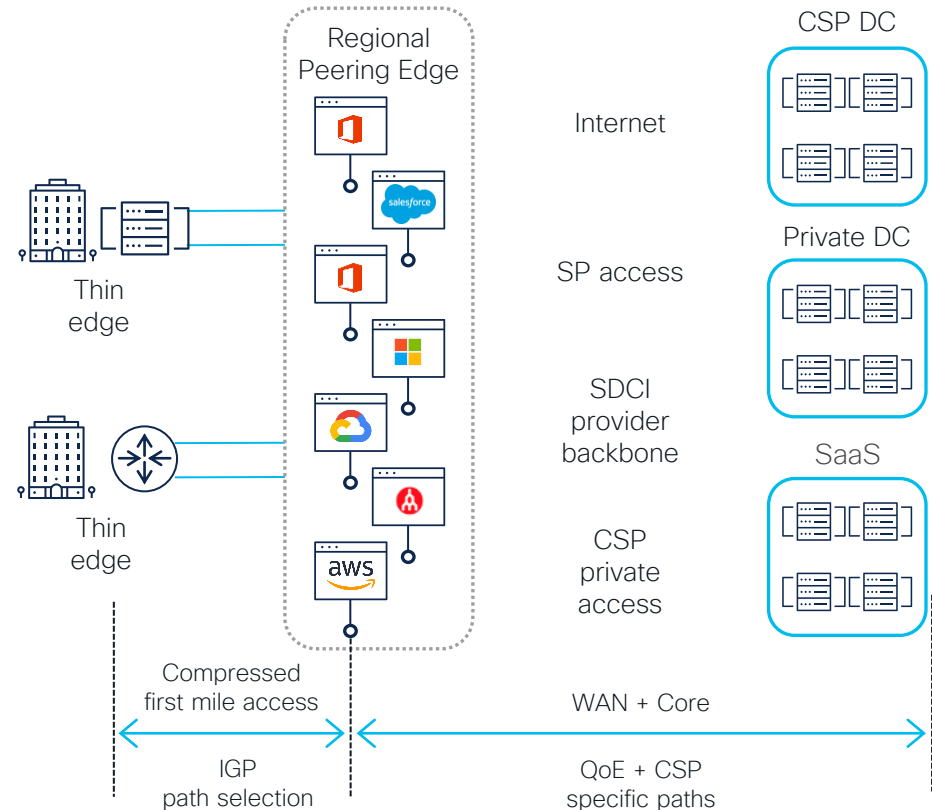 Regional
Peering Edge
salesforce
aws
Thin
edge
Thin
edge
Internet
SP access
SDCI
provider
backbone
CSP
private
access
CSP DC
Private DC
SaaS
Compressed
first mile access
IGP
path selection
WAN + Core
QoE + CSP
specific paths